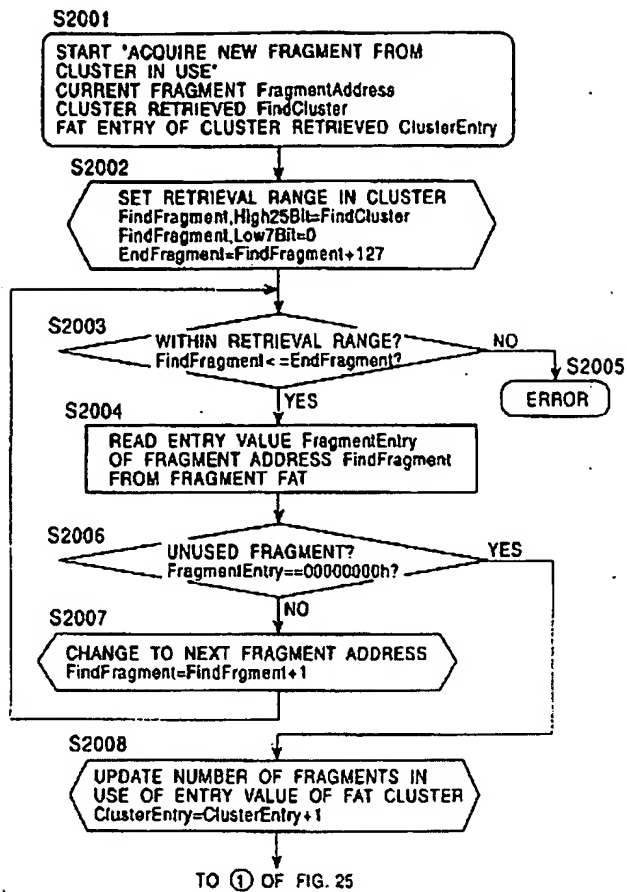 S2001
START "ACQUIRE NEW FRAGMENT FROM
CLUSTER IN USE"
CURRENT FRAGMENT FragmentAddress
CLUSTER RETRIEVED FindCluster
FAT ENTRY OF CLUSTER RETRIEVED ClusterEntry
S2002
SET RETRIEVAL RANGE IN CLUSTER
FindFragment,High25Bit=FindCluster
FindFragment,Low7Bit=0
EndFragment=FindFragment+127
S2003
WITHIN RETRIEVAL RANGE?
FindFragment<=EndFragment?
NO
S2005
ERROR
YES
S2004
READ ENTRY VALUE FragmentEntry
OF FRAGMENT ADDRESS FindFragment
FROM FRAGMENT FAT
S2006
UNUSED FRAGMENT?
FragmentEntry==00000000h?
YES
NO
S2007
CHANGE TO NEXT FRAGMENT ADDRESS
FindFragment=FindFrgment+1
S2008
UPDATE NUMBER OF FRAGMENTS IN
USE OF ENTRY VALUE OF FAT CLUSTER
ClusterEntry=ClusterEntry+1
TO ① OF FIG. 25